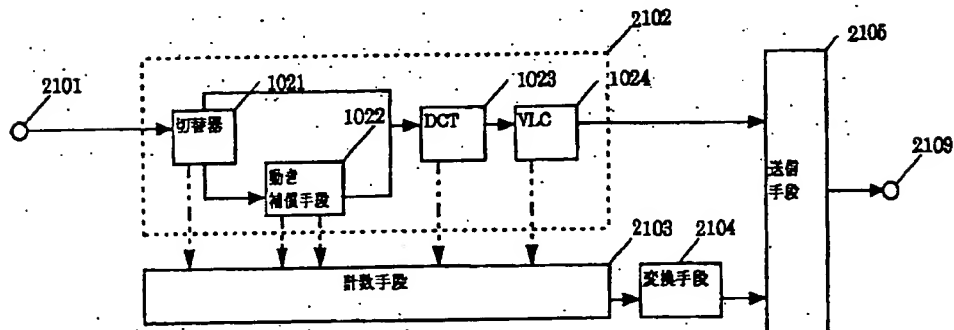 2102
2105
2101
1021
1023
1024
1022
切替器
DCT
VLC
2109
動き
補償手段
送信
手段
2103
2104
計数手段
変換手段